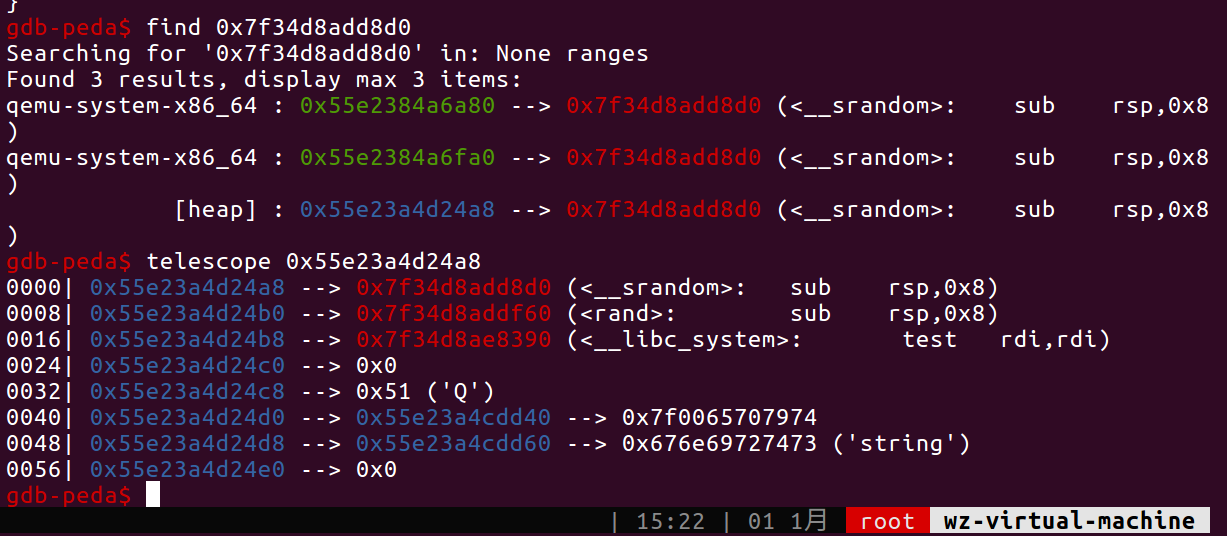 }
gdb-peda$ find 0x7f34d8add8d0
Searching for '0x7f34d8add8d0' in: None ranges
Found 3 results, display max 3 items:
qemu-system-x86_64 : 0x55e2384a6a80 --> 0x7f34d8add8d0 (<__srandom>:    sub    rsp,0x8
)
qemu-system-x86_64 : 0x55e2384a6fa0 --> 0x7f34d8add8d0 (<__srandom>:    sub    rsp,0x8
)
            [heap] : 0x55e23a4d24a8 --> 0x7f34d8add8d0 (<__srandom>:    sub    rsp,0x8
)
gdb-peda$ telescope 0x55e23a4d24a8
0000| 0x55e23a4d24a8 --> 0x7f34d8add8d0 (<__srandom>:   sub    rsp,0x8)
0008| 0x55e23a4d24b0 --> 0x7f34d8addf60 (<rand>:        sub    rsp,0x8)
0016| 0x55e23a4d24b8 --> 0x7f34d8ae8390 (<__libc_system>:       test   rdi,rdi)
0024| 0x55e23a4d24c0 --> 0x0
0032| 0x55e23a4d24c8 --> 0x51 ('Q')
0040| 0x55e23a4d24d0 --> 0x55e23a4cdd40 --> 0x7f0065707974
0048| 0x55e23a4d24d8 --> 0x55e23a4cdd60 --> 0x676e69727473 ('string')
0056| 0x55e23a4d24e0 --> 0x0
gdb-peda$
| 15:22 | 01 1月 root wz-virtual-machine